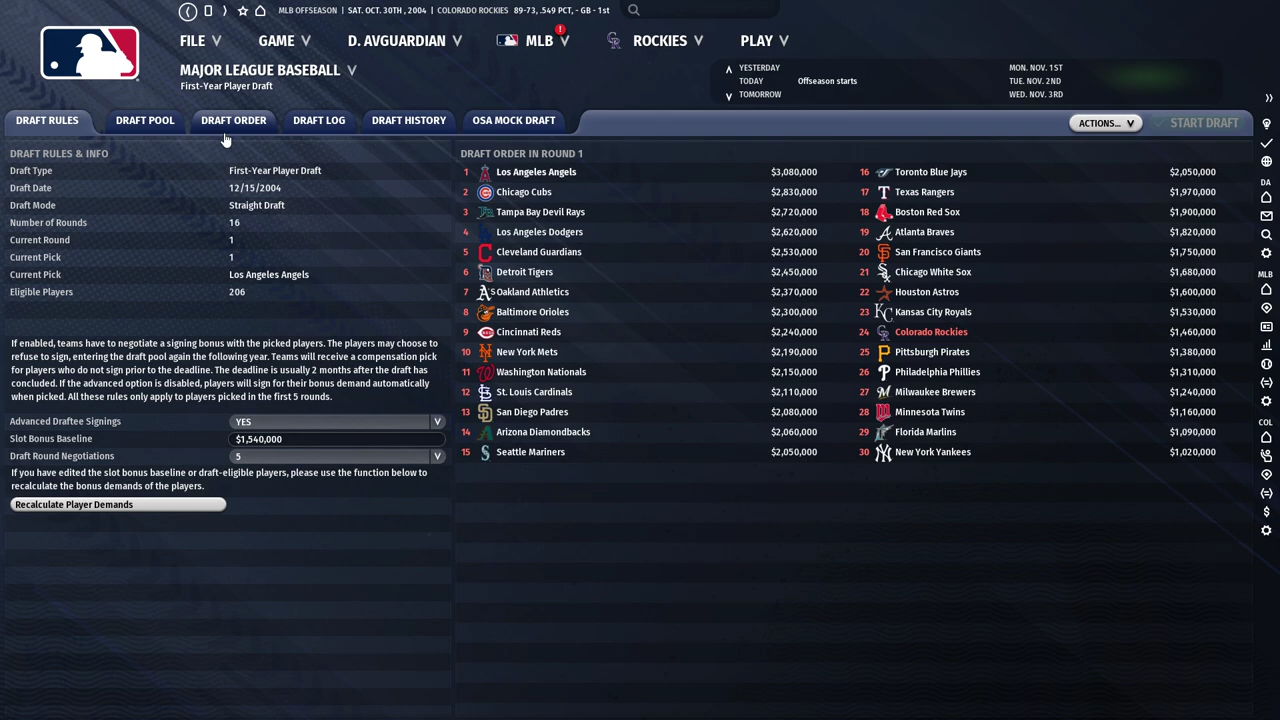 MLB OFFSEASON | SAT. OCT. 30TH , 2004 | COLORADO ROCKIES 89-73, .549 PCT, - GB - 1st
FILE GAME D. AVGUARDIAN MLB ROCKIES PLAY
MAJOR LEAGUE BASEBALL
First-Year Player Draft
YESTERDAY MON. NOV. 1ST
TODAY Offseason starts TUE. NOV. 2ND
TOMORROW WED. NOV. 3RD
DRAFT RULES DRAFT POOL DRAFT ORDER DRAFT LOG DRAFT HISTORY OSA MOCK DRAFT ACTIONS... START DRAFT
DRAFT RULES & INFO
Draft Type First-Year Player Draft
Draft Date 12/15/2004
Draft Mode Straight Draft
Number of Rounds 16
Current Round 1
Current Pick 1
Current Pick Los Angeles Angels
Eligible Players 206
If enabled, teams have to negotiate a signing bonus with the picked players. The players may choose to
refuse to sign, entering the draft pool again the following year. Teams will receive a compensation pick
for players who do not sign prior to the deadline. The deadline is usually 2 months after the draft has
concluded. If the advanced option is disabled, players will sign for their bonus demand automatically
when picked. All these rules only apply to players picked in the first 5 rounds.
Advanced Draftee Signings YES
Slot Bonus Baseline $1,540,000
Draft Round Negotiations 5
If you have edited the slot bonus baseline or draft-eligible players, please use the function below to
recalculate the bonus demands of the players.
Recalculate Player Demands
DRAFT ORDER IN ROUND 1
1 Los Angeles Angels $3,080,000
2 Chicago Cubs $2,830,000
3 Tampa Bay Devil Rays $2,720,000
4 Los Angeles Dodgers $2,620,000
5 Cleveland Guardians $2,530,000
6 Detroit Tigers $2,450,000
7 Oakland Athletics $2,370,000
8 Baltimore Orioles $2,300,000
9 Cincinnati Reds $2,240,000
10 New York Mets $2,190,000
11 Washington Nationals $2,150,000
12 St. Louis Cardinals $2,110,000
13 San Diego Padres $2,080,000
14 Arizona Diamondbacks $2,060,000
15 Seattle Mariners $2,050,000
16 Toronto Blue Jays $2,050,000
17 Texas Rangers $1,970,000
18 Boston Red Sox $1,900,000
19 Atlanta Braves $1,820,000
20 San Francisco Giants $1,750,000
21 Chicago White Sox $1,680,000
22 Houston Astros $1,600,000
23 Kansas City Royals $1,530,000
24 Colorado Rockies $1,460,000
25 Pittsburgh Pirates $1,380,000
26 Philadelphia Phillies $1,310,000
27 Milwaukee Brewers $1,240,000
28 Minnesota Twins $1,160,000
29 Florida Marlins $1,090,000
30 New York Yankees $1,020,000
DA
MLB
COL